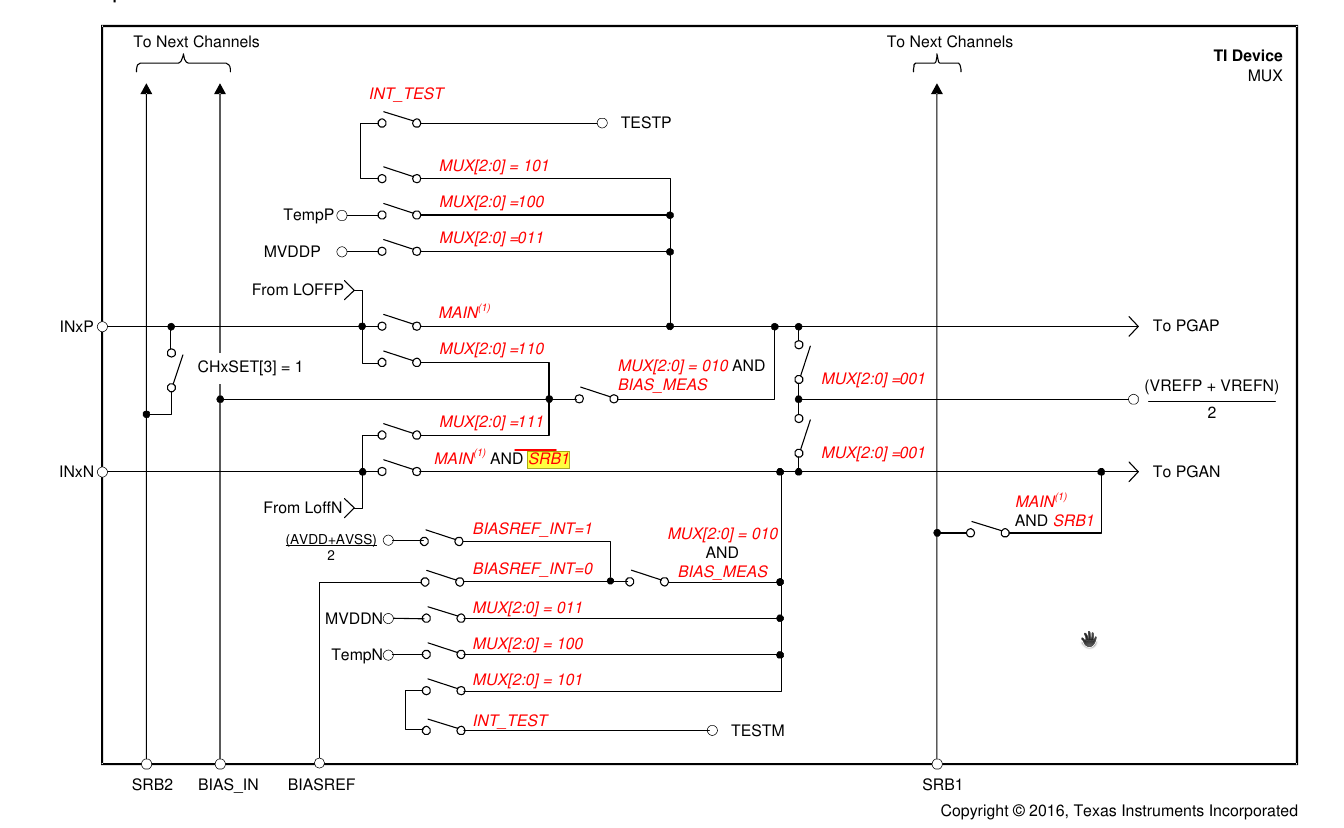 To Next Channels
To Next Channels
TI Device
MUX
INT_TEST
TESTP
MUX[2:0] = 101
TempP
MUX[2:0] =100
MVDDP
MUX[2:0] =011
From LOFFP
MAIN(1)
INxP
To PGAP
MUX[2:0] =110
CHxSET[3] = 1
MUX[2:0] = 010 AND
BIAS_MEAS
MUX[2:0] =001
(VREFP + VREFN)
2
MUX[2:0] =111
MAIN(1) AND SRB1
MUX[2:0] =001
INxN
To PGAN
From LoffN
MAIN(1)
AND SRB1
(AVDD+AVSS)
2
BIASREF_INT=1
MUX[2:0] = 010
AND
BIAS_MEAS
BIASREF_INT=0
MVDDN
MUX[2:0] = 011
TempN
MUX[2:0] = 100
MUX[2:0] = 101
INT_TEST
TESTM
SRB2
BIAS_IN
BIASREF
SRB1
Copyright © 2016, Texas Instruments Incorporated